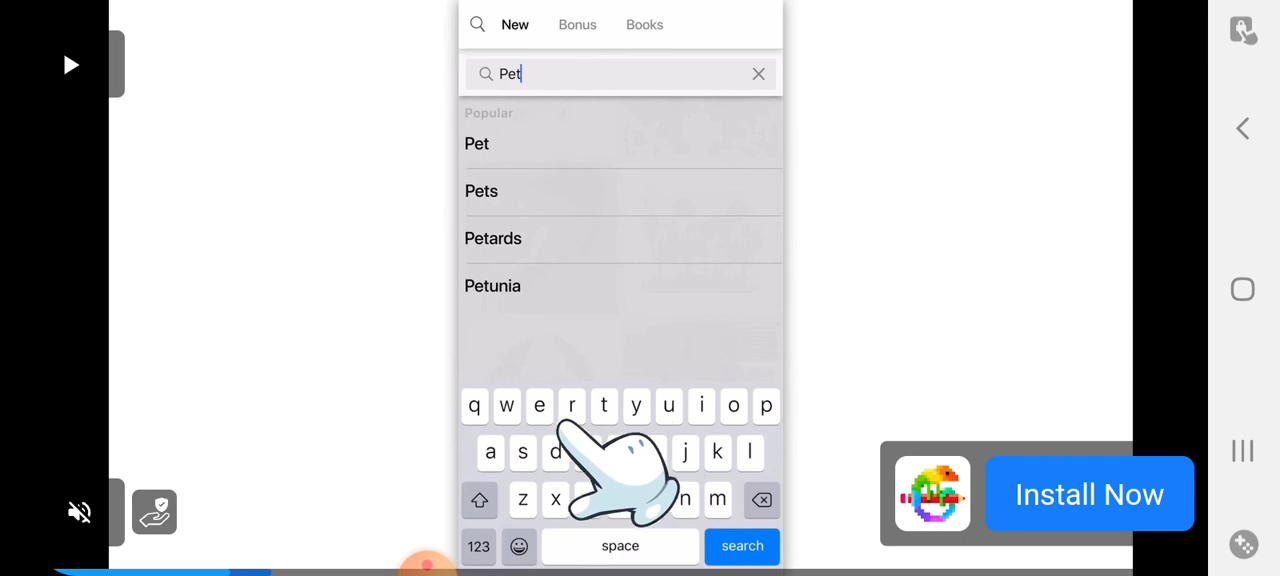 New Bonus Books
Pet
Popular
Pet
Pets
Petards
Petunia
q w e r t y u i o p
a s d j k l
z x n m
123 space search
Install Now